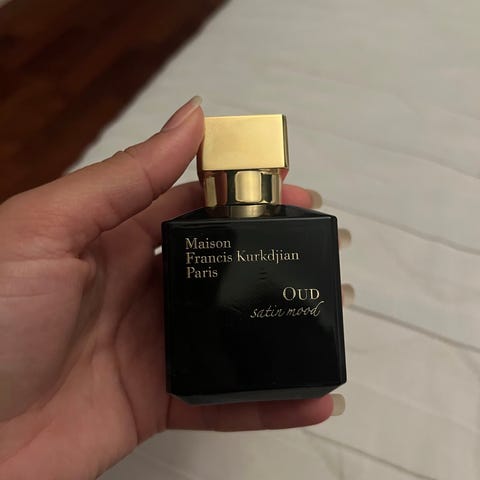 Maison
Francis Kurkdjian
Paris
OUD
satin mood